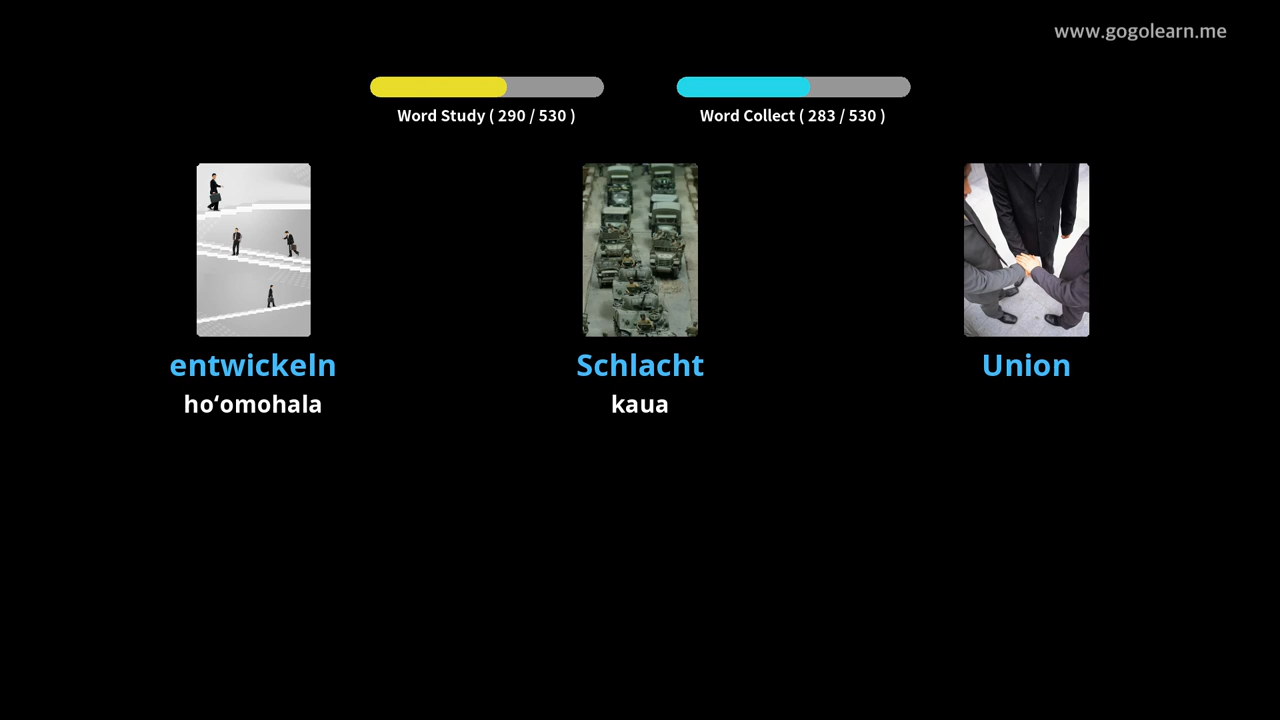 www.gogolearn.me
Word Study ( 290 / 530 )
Word Collect ( 283 / 530 )
entwickeln
hoʻomohala
Schlacht
kaua
Union